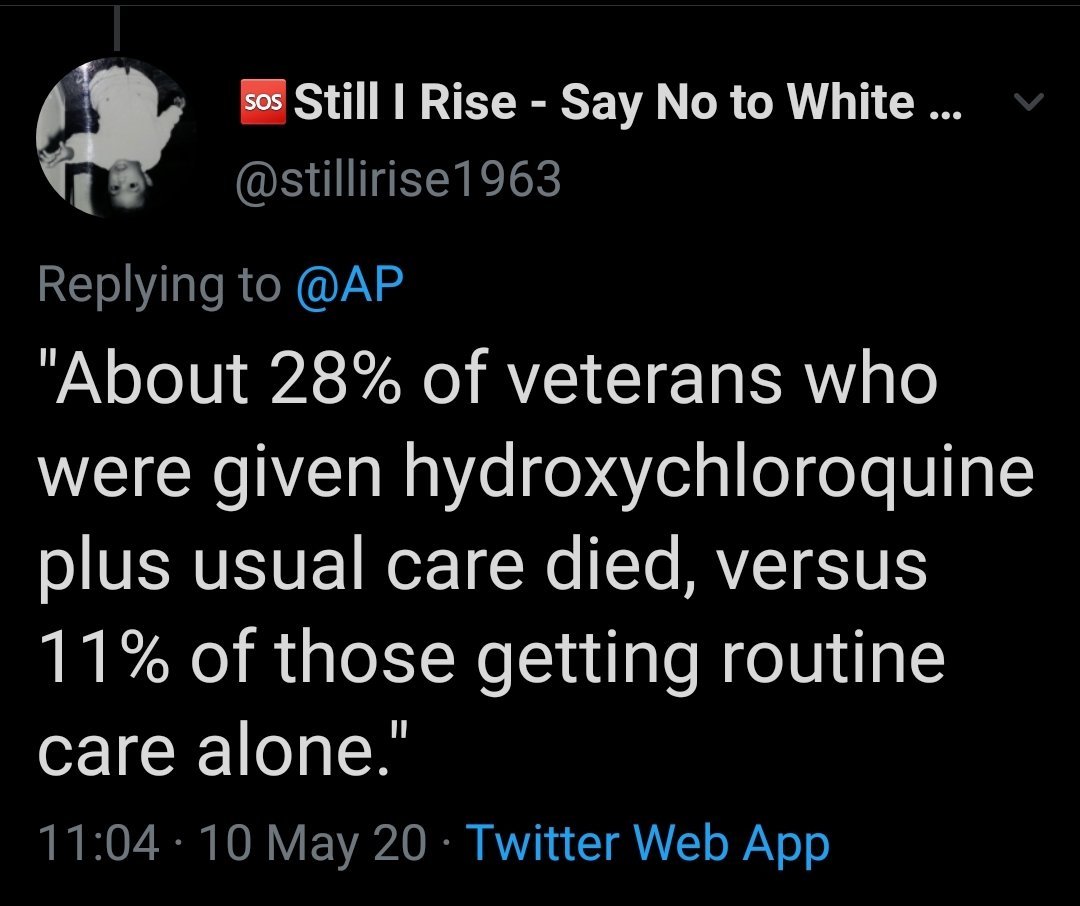 🆘Still I Rise - Say No to White ...
@stillirise1963
Replying to @AP
"About 28% of veterans who
were given hydroxychloroquine
plus usual care died, versus
11% of those getting routine
care alone."
11:04 · 10 May 20 · Twitter Web App